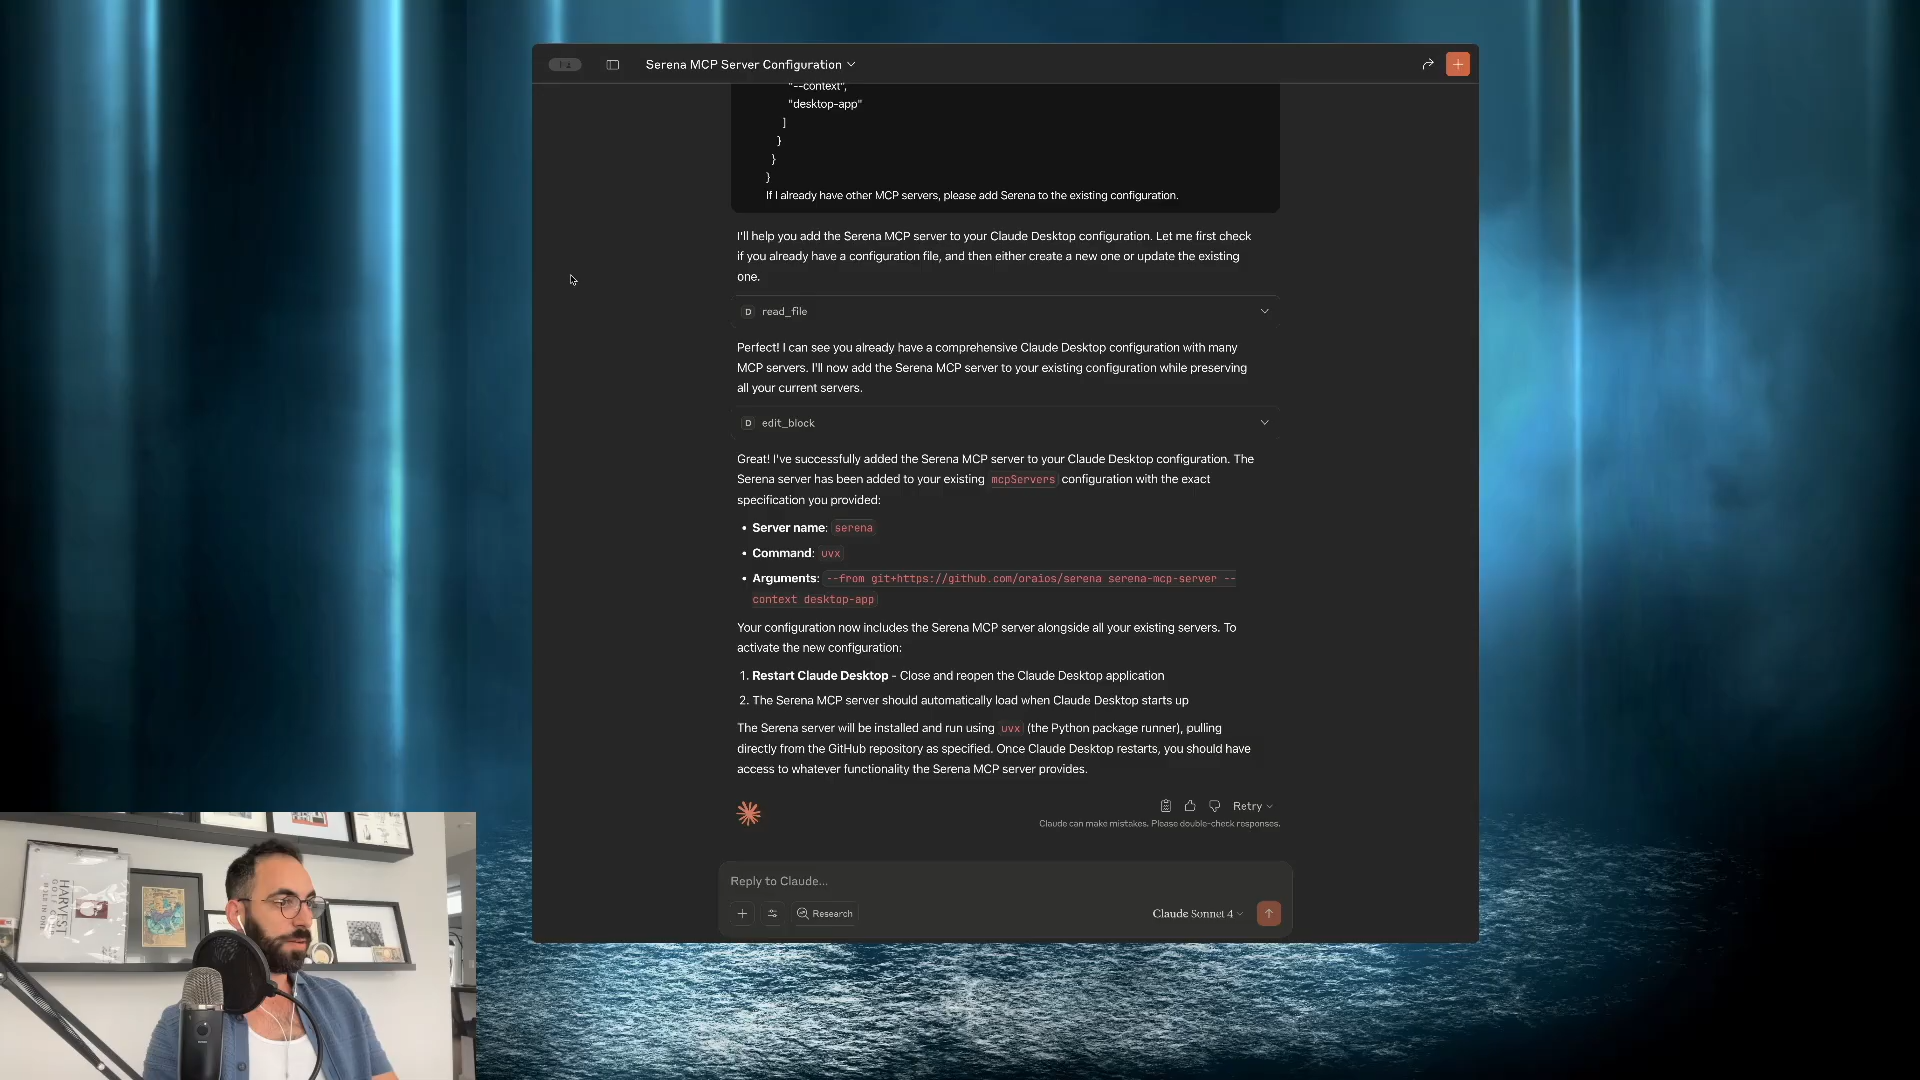 Serena MCP Server Configuration
"--context",
"desktop-app"
]
}
}
}
If I already have other MCP servers, please add Serena to the existing configuration.
I'll help you add the Serena MCP server to your Claude Desktop configuration. Let me first check
if you already have a configuration file, and then either create a new one or update the existing
one.
D read_file
Perfect! I can see you already have a comprehensive Claude Desktop configuration with many
MCP servers. I'll now add the Serena MCP server to your existing configuration while preserving
all your current servers.
D edit_block
Great! I've successfully added the Serena MCP server to your Claude Desktop configuration. The
Serena server has been added to your existing mcpServers configuration with the exact
specification you provided:
• Server name: serena
• Command: uvx
• Arguments: --from git+https://github.com/oraios/serena serena-mcp-server --
context desktop-app
Your configuration now includes the Serena MCP server alongside all your existing servers. To
activate the new configuration:
1. Restart Claude Desktop - Close and reopen the Claude Desktop application
2. The Serena MCP server should automatically load when Claude Desktop starts up
The Serena server will be installed and run using uvx (the Python package runner), pulling
directly from the GitHub repository as specified. Once Claude Desktop restarts, you should have
access to whatever functionality the Serena MCP server provides.
Retry
Claude can make mistakes. Please double-check responses.
Reply to Claude...
Research
Claude Sonnet 4
HARVEST